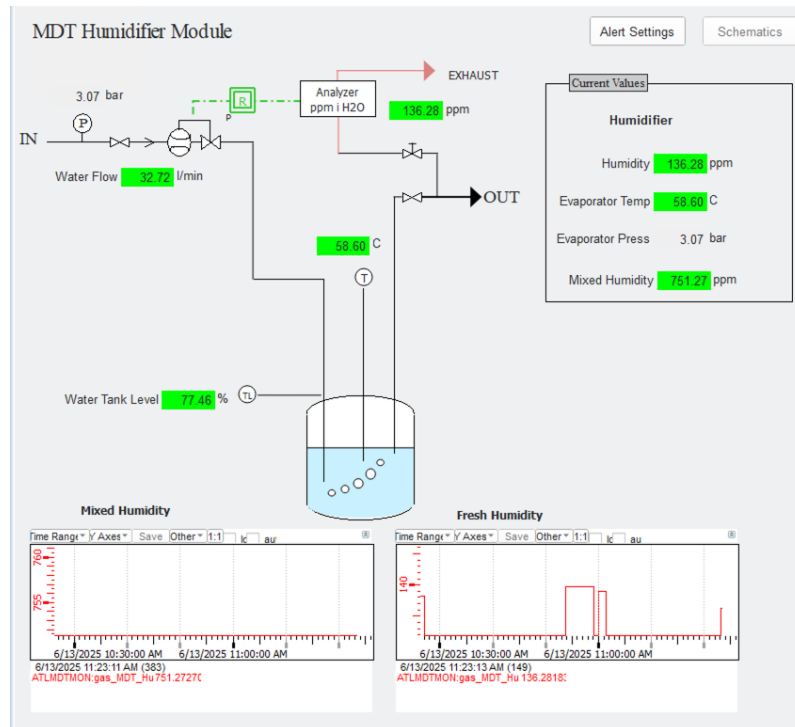 MDT Humidifier Module
Alert Settings
Schematics
3.07 bar
P
IN
R
P
Analyzer
ppm i H2O
EXHAUST
136.28 ppm
Water Flow 32.72 l/min
OUT
58.60 C
T
Current Values
Humidifier
Humidity 136.28 ppm
Evaporator Temp 58.60 C
Evaporator Press 3.07 bar
Mixed Humidity 751.27 ppm
Water Tank Level 77.46 %
TL
Mixed Humidity
Time Range Y Axes Save Other 1:1 lo au
760
755
6/13/2025 10:30:00 AM 6/13/2025 11:00:00 AM
6/13/2025 11:23:11 AM (383)
ATLMDTMON:gas_MDT_Hu 751.2727(
Fresh Humidity
Time Range Y Axes Save Other 1:1 lo au
140
6/13/2025 10:30:00 AM 6/13/2025 11:00:00 AM
6/13/2025 11:23:13 AM (149)
ATLMDTMON:gas_MDT_Hu 136.2818